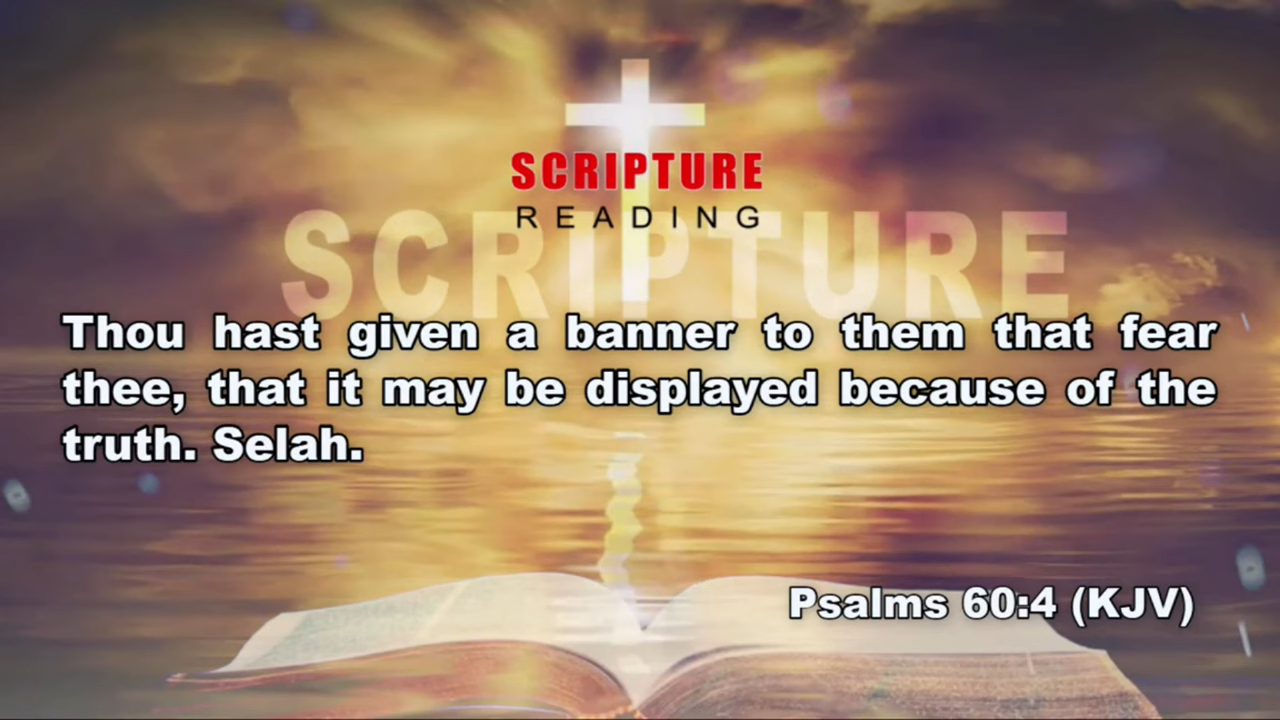 SCRIPTURE
READING
SCRIPTURE
Thou hast given a banner to them that fear
thee, that it may be displayed because of the
truth. Selah.
Psalms 60:4 (KJV)